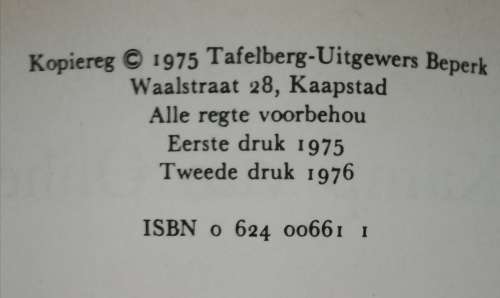 Kopiereg © 1975 Tafelberg-Uitgewers Beperk
Waalstraat 28, Kaapstad
Alle regte voorbehou
Eerste druk 1975
Tweede druk 1976
ISBN 0 624 00661 1